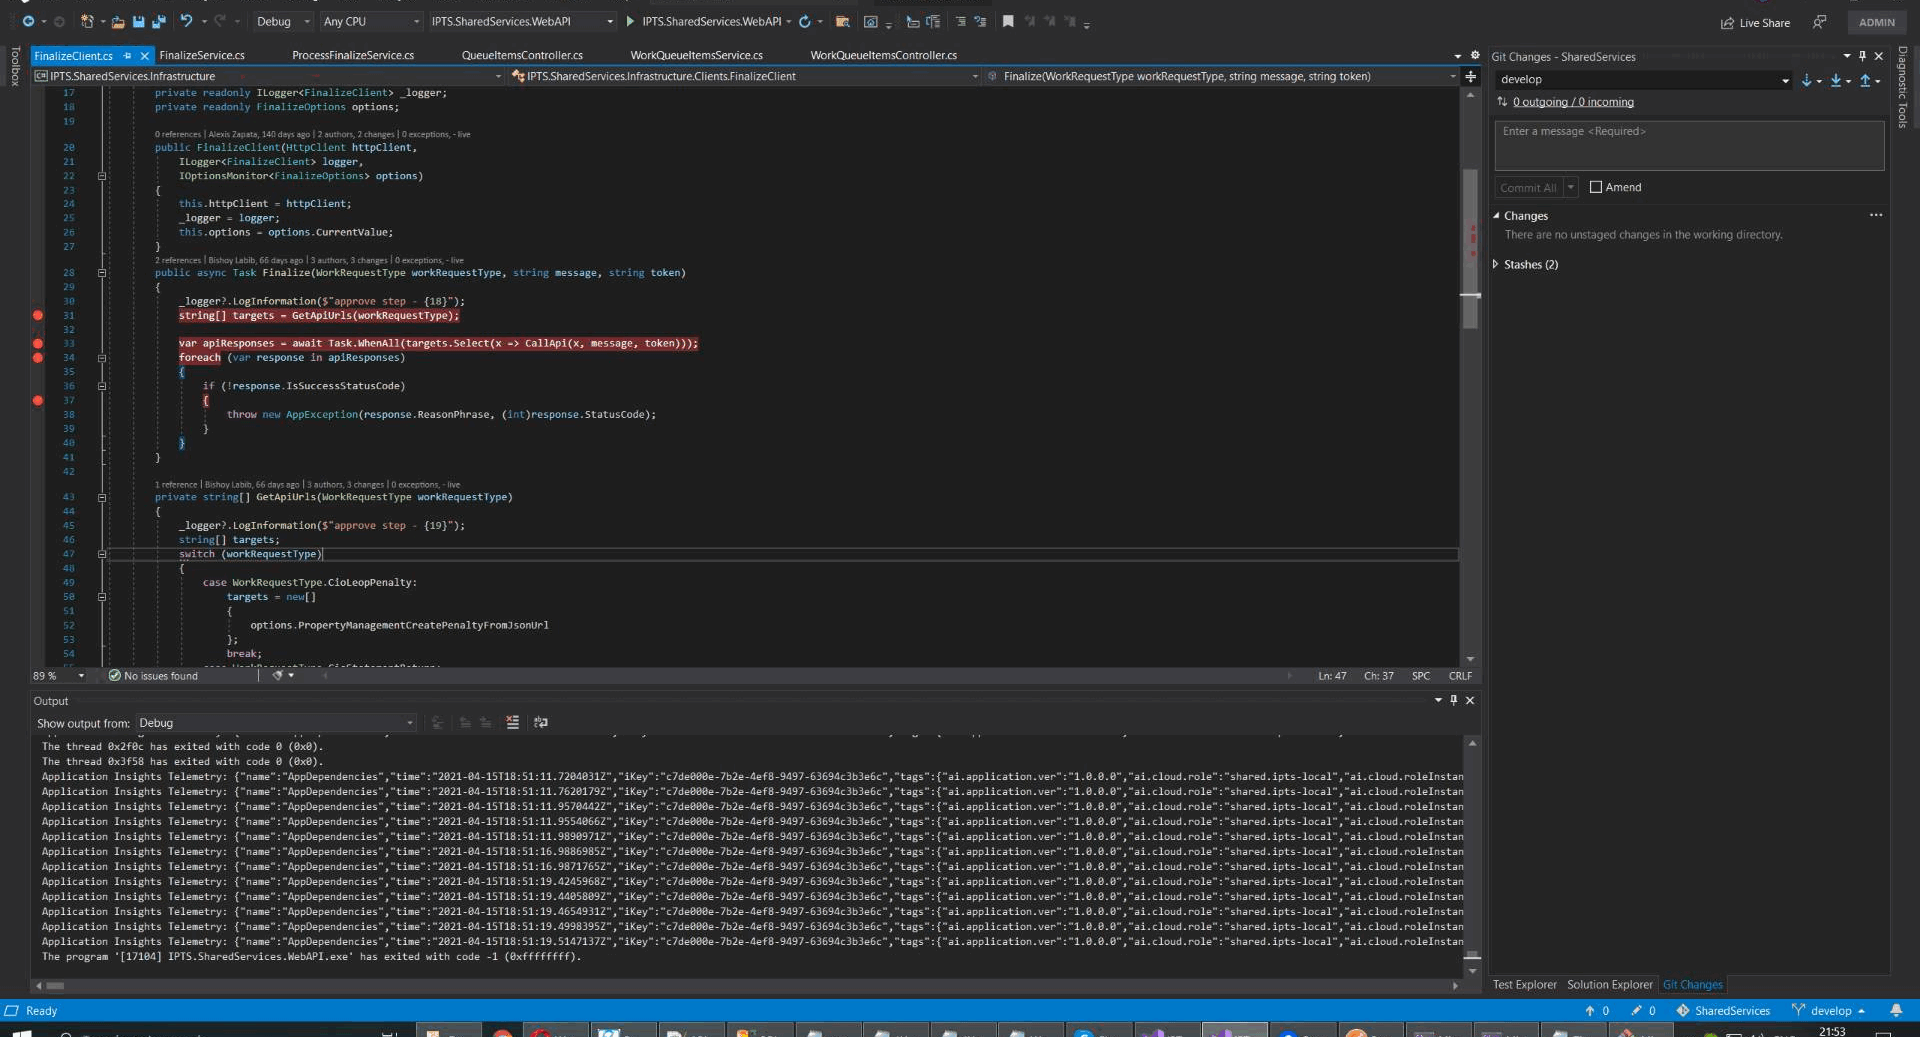 Debug
Any CPU
IPTS.SharedServices.WebAPI
IPTS.SharedServices.WebAPI
Live Share
ADMIN
Toolbox
FinalizeClient.cs
FinalizeService.cs
ProcessFinalizeService.cs
QueueItemsController.cs
WorkQueueItemsService.cs
WorkQueueItemsController.cs
IPTS.SharedServices.Infrastructure
IPTS.SharedServices.Infrastructure.Clients.FinalizeClient
Finalize(WorkRequestType workRequestType, string message, string token)
17 private readonly ILogger<FinalizeClient> _logger;
18 private readonly FinalizeOptions options;
19
0 references | Alexis Zapata, 140 days ago | 2 authors, 2 changes | 0 exceptions, - live
20 public FinalizeClient(HttpClient httpClient,
21 ILogger<FinalizeClient> logger,
22 IOptionsMonitor<FinalizeOptions> options)
23 {
24 this.httpClient = httpClient;
25 _logger = logger;
26 this.options = options.CurrentValue;
27 }
2 references | Bishoy Labib, 66 days ago | 3 authors, 3 changes | 0 exceptions, - live
28 public async Task Finalize(WorkRequestType workRequestType, string message, string token)
29 {
30 _logger?.LogInformation($"approve step - {18}");
31 string[] targets = GetApiUrls(workRequestType);
32
33 var apiResponses = await Task.WhenAll(targets.Select(x => CallApi(x, message, token)));
34 foreach (var response in apiResponses)
35 {
36 if (!response.IsSuccessStatusCode)
37 {
38 throw new AppException(response.ReasonPhrase, (int)response.StatusCode);
39 }
40 }
41 }
42
1 reference | Bishoy Labib, 66 days ago | 3 authors, 3 changes | 0 exceptions, - live
43 private string[] GetApiUrls(WorkRequestType workRequestType)
44 {
45 _logger?.LogInformation($"approve step - {19}");
46 string[] targets;
47 switch (workRequestType)
48 {
49 case WorkRequestType.CioLeopPenalty:
50 targets = new[]
51 {
52 options.PropertyManagementCreatePenaltyFromJsonUrl
53 };
54 break;
89 %
No issues found
Ln: 47 Ch: 37 SPC CRLF
Output
Show output from: Debug
The thread 0x2f0c has exited with code 0 (0x0).
The thread 0x3f58 has exited with code 0 (0x0).
Application Insights Telemetry: {"name":"AppDependencies","time":"2021-04-15T18:51:11.7204031Z","iKey":"c7de000e-7b2e-4ef8-9497-63694c3b3e6c","tags":{"ai.application.ver":"1.0.0.0","ai.cloud.role":"shared.ipts-local","ai.cloud.roleInstan
Application Insights Telemetry: {"name":"AppDependencies","time":"2021-04-15T18:51:11.7620179Z","iKey":"c7de000e-7b2e-4ef8-9497-63694c3b3e6c","tags":{"ai.application.ver":"1.0.0.0","ai.cloud.role":"shared.ipts-local","ai.cloud.roleInstan
Application Insights Telemetry: {"name":"AppDependencies","time":"2021-04-15T18:51:11.9570442Z","iKey":"c7de000e-7b2e-4ef8-9497-63694c3b3e6c","tags":{"ai.application.ver":"1.0.0.0","ai.cloud.role":"shared.ipts-local","ai.cloud.roleInstan
Application Insights Telemetry: {"name":"AppDependencies","time":"2021-04-15T18:51:11.9554066Z","iKey":"c7de000e-7b2e-4ef8-9497-63694c3b3e6c","tags":{"ai.application.ver":"1.0.0.0","ai.cloud.role":"shared.ipts-local","ai.cloud.roleInstan
Application Insights Telemetry: {"name":"AppDependencies","time":"2021-04-15T18:51:11.9890971Z","iKey":"c7de000e-7b2e-4ef8-9497-63694c3b3e6c","tags":{"ai.application.ver":"1.0.0.0","ai.cloud.role":"shared.ipts-local","ai.cloud.roleInstan
Application Insights Telemetry: {"name":"AppDependencies","time":"2021-04-15T18:51:16.9886985Z","iKey":"c7de000e-7b2e-4ef8-9497-63694c3b3e6c","tags":{"ai.application.ver":"1.0.0.0","ai.cloud.role":"shared.ipts-local","ai.cloud.roleInstan
Application Insights Telemetry: {"name":"AppDependencies","time":"2021-04-15T18:51:16.9871765Z","iKey":"c7de000e-7b2e-4ef8-9497-63694c3b3e6c","tags":{"ai.application.ver":"1.0.0.0","ai.cloud.role":"shared.ipts-local","ai.cloud.roleInstan
Application Insights Telemetry: {"name":"AppDependencies","time":"2021-04-15T18:51:19.4245968Z","iKey":"c7de000e-7b2e-4ef8-9497-63694c3b3e6c","tags":{"ai.application.ver":"1.0.0.0","ai.cloud.role":"shared.ipts-local","ai.cloud.roleInstan
Application Insights Telemetry: {"name":"AppDependencies","time":"2021-04-15T18:51:19.4405809Z","iKey":"c7de000e-7b2e-4ef8-9497-63694c3b3e6c","tags":{"ai.application.ver":"1.0.0.0","ai.cloud.role":"shared.ipts-local","ai.cloud.roleInstan
Application Insights Telemetry: {"name":"AppDependencies","time":"2021-04-15T18:51:19.4654931Z","iKey":"c7de000e-7b2e-4ef8-9497-63694c3b3e6c","tags":{"ai.application.ver":"1.0.0.0","ai.cloud.role":"shared.ipts-local","ai.cloud.roleInstan
Application Insights Telemetry: {"name":"AppDependencies","time":"2021-04-15T18:51:19.4998395Z","iKey":"c7de000e-7b2e-4ef8-9497-63694c3b3e6c","tags":{"ai.application.ver":"1.0.0.0","ai.cloud.role":"shared.ipts-local","ai.cloud.roleInstan
Application Insights Telemetry: {"name":"AppDependencies","time":"2021-04-15T18:51:19.5147137Z","iKey":"c7de000e-7b2e-4ef8-9497-63694c3b3e6c","tags":{"ai.application.ver":"1.0.0.0","ai.cloud.role":"shared.ipts-local","ai.cloud.roleInstan
The program '[17104] IPTS.SharedServices.WebAPI.exe' has exited with code -1 (0xffffffff).
Git Changes - SharedServices
develop
0 outgoing / 0 incoming
Enter a message <Required>
Commit All
Amend
Changes
There are no unstaged changes in the working directory.
Stashes (2)
Diagnostic Tools
Test Explorer Solution Explorer Git Changes
Ready
0 0 SharedServices develop
21:53